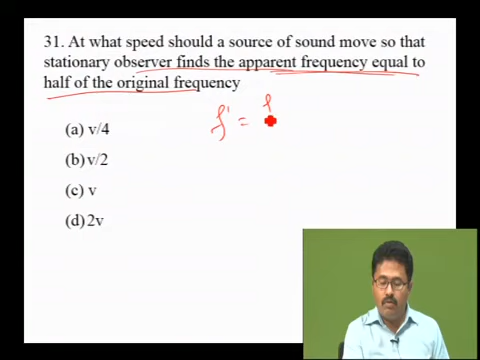 31. At what speed should a source of sound move so that
stationary observer finds the apparent frequency equal to
half of the original frequency
f' = f
(a) v/4
(b) v/2
(c) v
(d) 2v